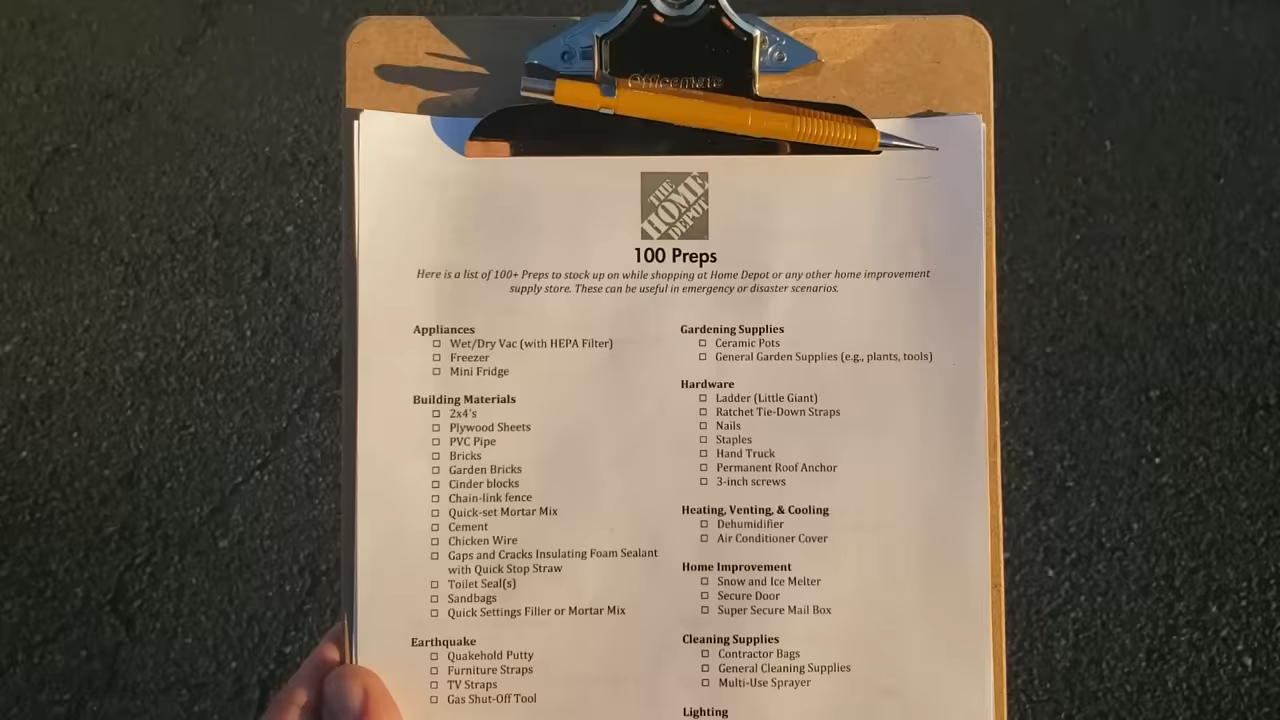 Officemate
THE
HOME
DEPOT
100 Preps
Here is a list of 100+ Preps to stock up on while shopping at Home Depot or any other home improvement
supply store. These can be useful in emergency or disaster scenarios.
Appliances
Wet/Dry Vac (with HEPA Filter)
Freezer
Mini Fridge
Building Materials
2x4's
Plywood Sheets
PVC Pipe
Bricks
Garden Bricks
Cinder blocks
Chain-link fence
Quick-set Mortar Mix
Cement
Chicken Wire
Gaps and Cracks Insulating Foam Sealant
with Quick Stop Straw
Toilet Seal(s)
Sandbags
Quick Settings Filler or Mortar Mix
Earthquake
Quakehold Putty
Furniture Straps
TV Straps
Gas Shut-Off Tool
Gardening Supplies
Ceramic Pots
General Garden Supplies (e.g., plants, tools)
Hardware
Ladder (Little Giant)
Ratchet Tie-Down Straps
Nails
Staples
Hand Truck
Permanent Roof Anchor
3-inch screws
Heating, Venting, & Cooling
Dehumidifier
Air Conditioner Cover
Home Improvement
Snow and Ice Melter
Secure Door
Super Secure Mail Box
Cleaning Supplies
Contractor Bags
General Cleaning Supplies
Multi-Use Sprayer
Lighting